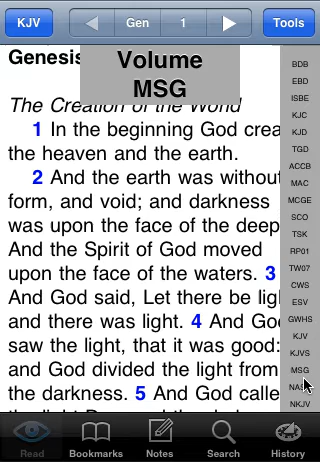 KJV Gen 1 Tools
Genesis
Volume
MSG
The Creation of the World
1 In the beginning God crea
the heaven and the earth.
2 And the earth was without
form, and void; and darkness
was upon the face of the deep
And the Spirit of God moved
upon the face of the waters. 3
And God said, Let there be ligh
and there was light. 4 And God
saw the light, that it was good:
and God divided the light from
the darkness. 5 And God calle
BDB
EBD
ISBE
KJC
KJD
TGD
ACCB
MAC
MCGE
SCO
TSK
RP01
TW07
CWS
ESV
GWHS
KJV
KJVS
MSG
NAS
NKJV
Read Bookmarks Notes Search History